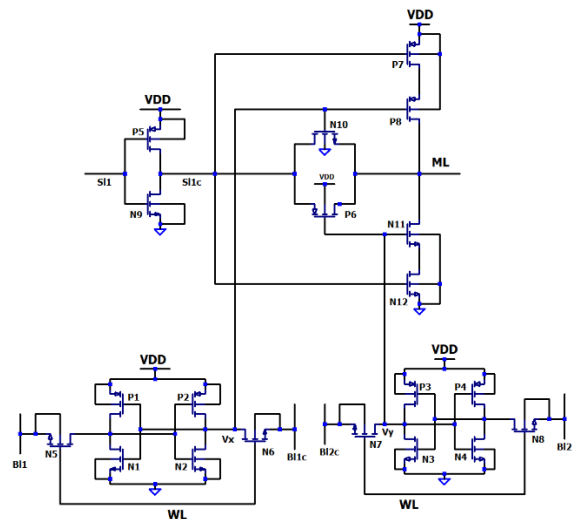 VDD
P7
VDD
P5
P8
N10
VDD
ML
Sl1
Sl1c
P6
N9
N11
N12
VDD
VDD
P1
P2
P3
P4
Vx
Vy
Bl1
N5
N1
N2
N6
Bl1c
Bl2c
N7
N3
N4
N8
Bl2
WL
WL